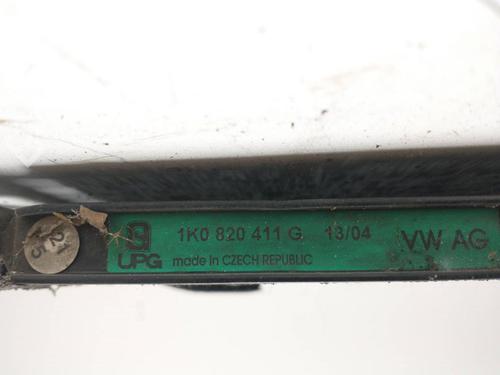 1K0 820 411 G 13/04 VW AG
UPG made in CZECH REPUBLIC